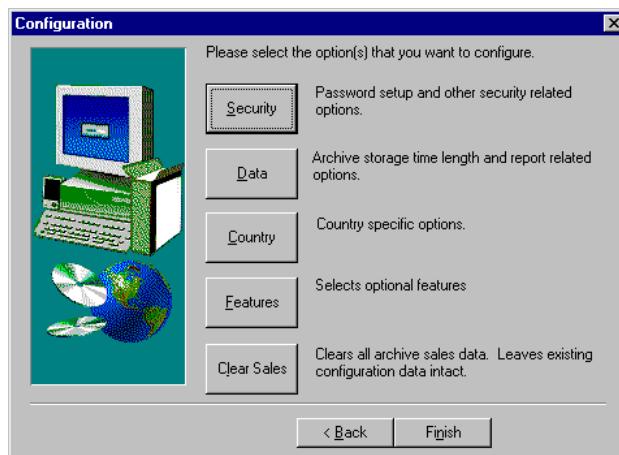 Configuration
Please select the option(s) that you want to configure.
Security
Password setup and other security related
options.
Data
Archive storage time length and report related
options.
Country
Country specific options.
Features
Selects optional features
Clear Sales
Clears all archive sales data.  Leaves existing
configuration data intact.
< Back
Finish